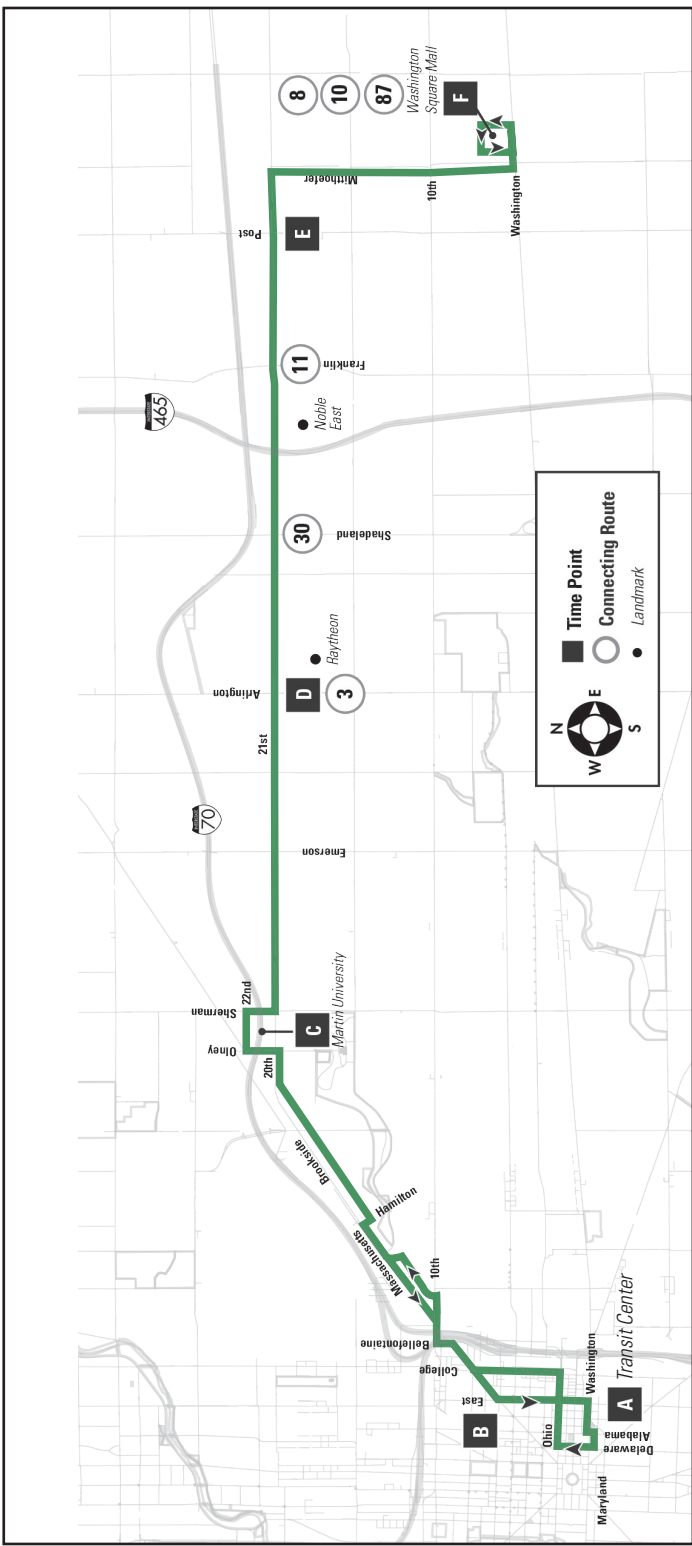 8
10
87
Washington
Square Mall
F
Mitthoefer
10th
Washington
Post
E
11
Franklin
INTERSTATE
465
Noble
East
30
Shadeland
Raytheon
Arlington
D
3
21st
INTERSTATE
70
Emerson
Sherman
22nd
Olney
20th
C
Martin University
Brookside
Hamilton
Massachusetts
10th
Bellefontaine
College
East
B
Ohio
Washington
A
Transit Center
Alabama
Delaware
Maryland
Time Point
Connecting Route
Landmark
N
W
E
S